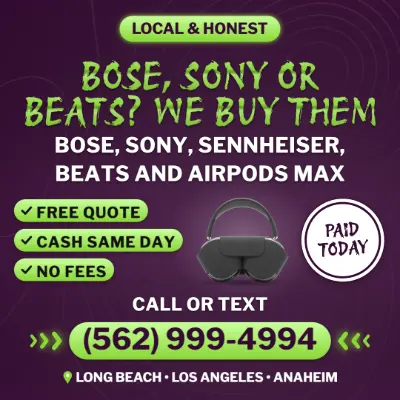 LOCAL & HONEST
BOSE, SONY OR
BEATS? WE BUY THEM
BOSE, SONY, SENNHEISER,
BEATS AND AIRPODS MAX
FREE QUOTE
CASH SAME DAY
NO FEES
PAID
TODAY
CALL OR TEXT
(562) 999-4994
LONG BEACH • LOS ANGELES • ANAHEIM